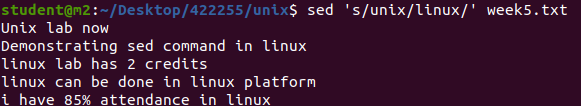 student@m2:~/Desktop/422255/unix$ sed 's/unix/linux/' week5.txt
Unix lab now
Demonstrating sed command in linux
linux lab has 2 credits
linux can be done in linux platform
i have 85% attendance in linux